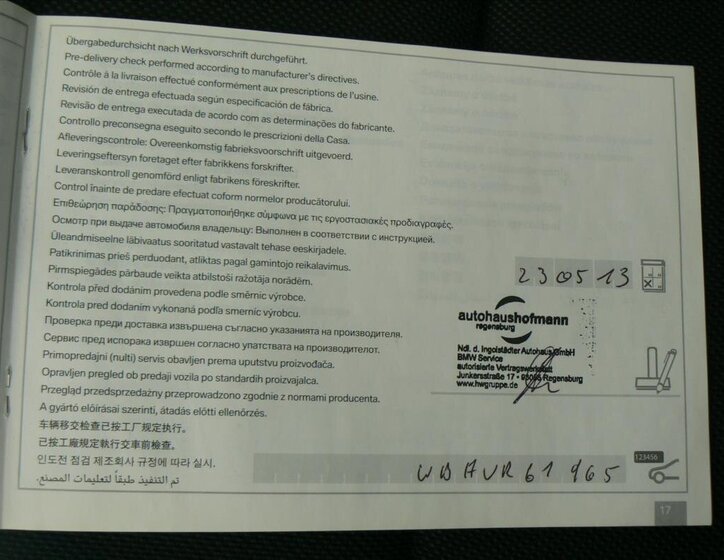 Übergabedurchsicht nach Werksvorschrift durchgeführt.
Pre-delivery check performed according to manufacturer's directives.
Contrôle à la livraison effectué conformément aux prescriptions de l'usine.
Revisión de entrega efectuada según especificación de fábrica.
Revisão de entrega executada de acordo com as determinações do fabricante.
Controllo preconsegna eseguito secondo le prescrizioni della Casa.
Afleveringscontrole: Overeenkomstig fabrieksvoorschrift uitgevoerd.
Leveringseftersyn foretaget efter fabrikkens forskrifter.
Leveranskontroll genomförd enligt fabrikens föreskrifter.
Control înainte de predare efectuat coform normelor producătorului.
Επιθεώρηση παράδοσης: Πραγματοποιήθηκε σύμφωνα με τις εργοστασιακές προδιαγραφές.
Осмотр при выдаче автомобиля владельцу: Выполнен в соответствии с инструкцией.
Üleandmiseelne läbivaatus sooritatud vastavalt tehase eeskirjadele.
Patikrinimas prieš perduodant, atliktas pagal gamintojo reikalavimus.
Pirmspiegādes pārbaude veikta atbilstoši ražotāja norādēm.
Kontrola před dodáním provedena podle směrnic výrobce.
Kontrola pred dodaním vykonaná podľa smerníc výrobcu.
Проверка преди доставка извършена съгласно указанията на производителя.
Сервис пред испорака извршен согласно упатствата на производителот.
Primopredajni (nulti) servis obavljen prema uputstvu proizvođača.
Opravljen pregled ob predaji vozila po standardih proizvajalca.
Przegląd przedsprzedażny przeprowadzono zgodnie z normami producenta.
A gyártó előírásai szerinti, átadás előtti ellenőrzés.
车辆移交检查已按工厂规定执行。
已按工廠規定執行交車前檢查。
인도전 점검 제조회사 규정에 따라 실시.
تم التنفيذ طبقاً لتعليمات المصنع.
230513
autohaushofmann
regensburg
Ndl. d. Ingolstädter Autohaus GmbH
BMW Service
autorisierte Vertragswerkstatt
Junkersstraße 17 • Regensburg
www.hwgruppe.de
123456
WBAVR61965
17